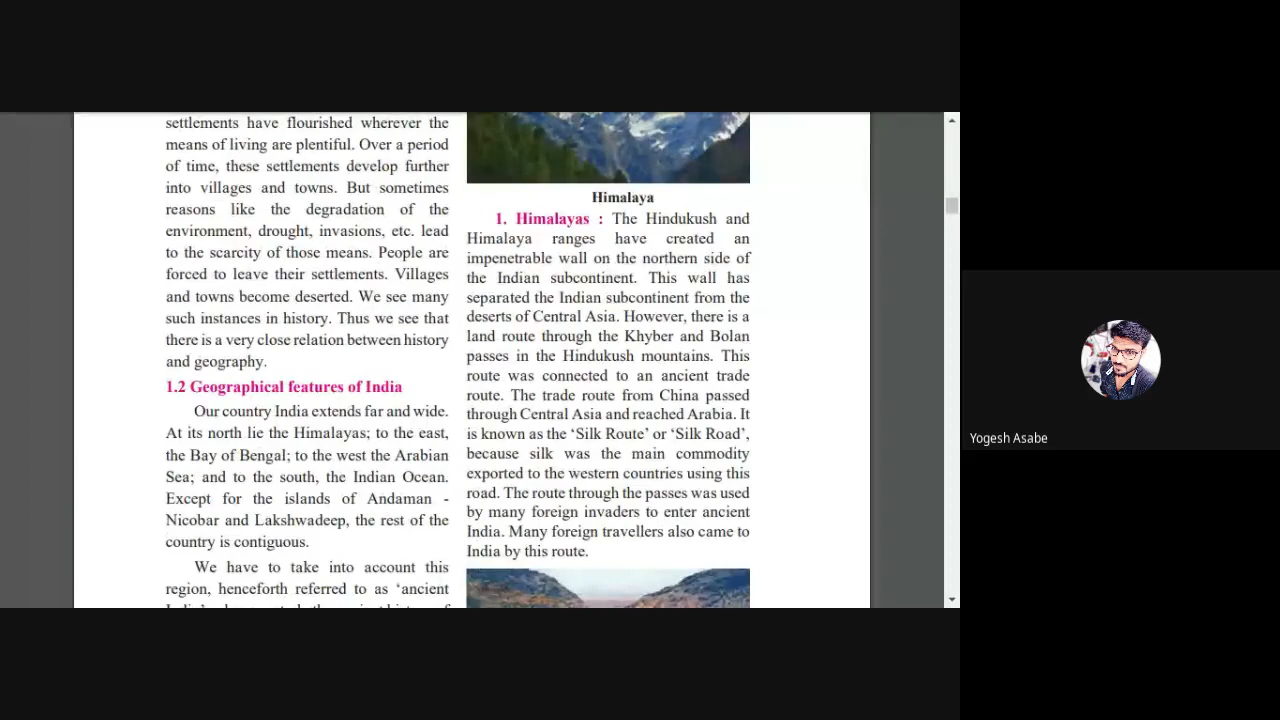 settlements have flourished wherever the
means of living are plentiful. Over a period
of time, these settlements develop further
into villages and towns. But sometimes
reasons like the degradation of the
environment, drought, invasions, etc. lead
to the scarcity of those means. People are
forced to leave their settlements. Villages
and towns become deserted. We see many
such instances in history. Thus we see that
there is a very close relation between history
and geography.
1.2 Geographical features of India
Our country India extends far and wide.
At its north lie the Himalayas; to the east,
the Bay of Bengal; to the west the Arabian
Sea; and to the south, the Indian Ocean.
Except for the islands of Andaman -
Nicobar and Lakshwadeep, the rest of the
country is contiguous.
We have to take into account this
region, henceforth referred to as ‘ancient
Himalaya
1. Himalayas : The Hindukush and
Himalaya ranges have created an
impenetrable wall on the northern side of
the Indian subcontinent. This wall has
separated the Indian subcontinent from the
deserts of Central Asia. However, there is a
land route through the Khyber and Bolan
passes in the Hindukush mountains. This
route was connected to an ancient trade
route. The trade route from China passed
through Central Asia and reached Arabia. It
is known as the ‘Silk Route’ or ‘Silk Road’,
because silk was the main commodity
exported to the western countries using this
road. The route through the passes was used
by many foreign invaders to enter ancient
India. Many foreign travellers also came to
India by this route.
Yogesh Asabe